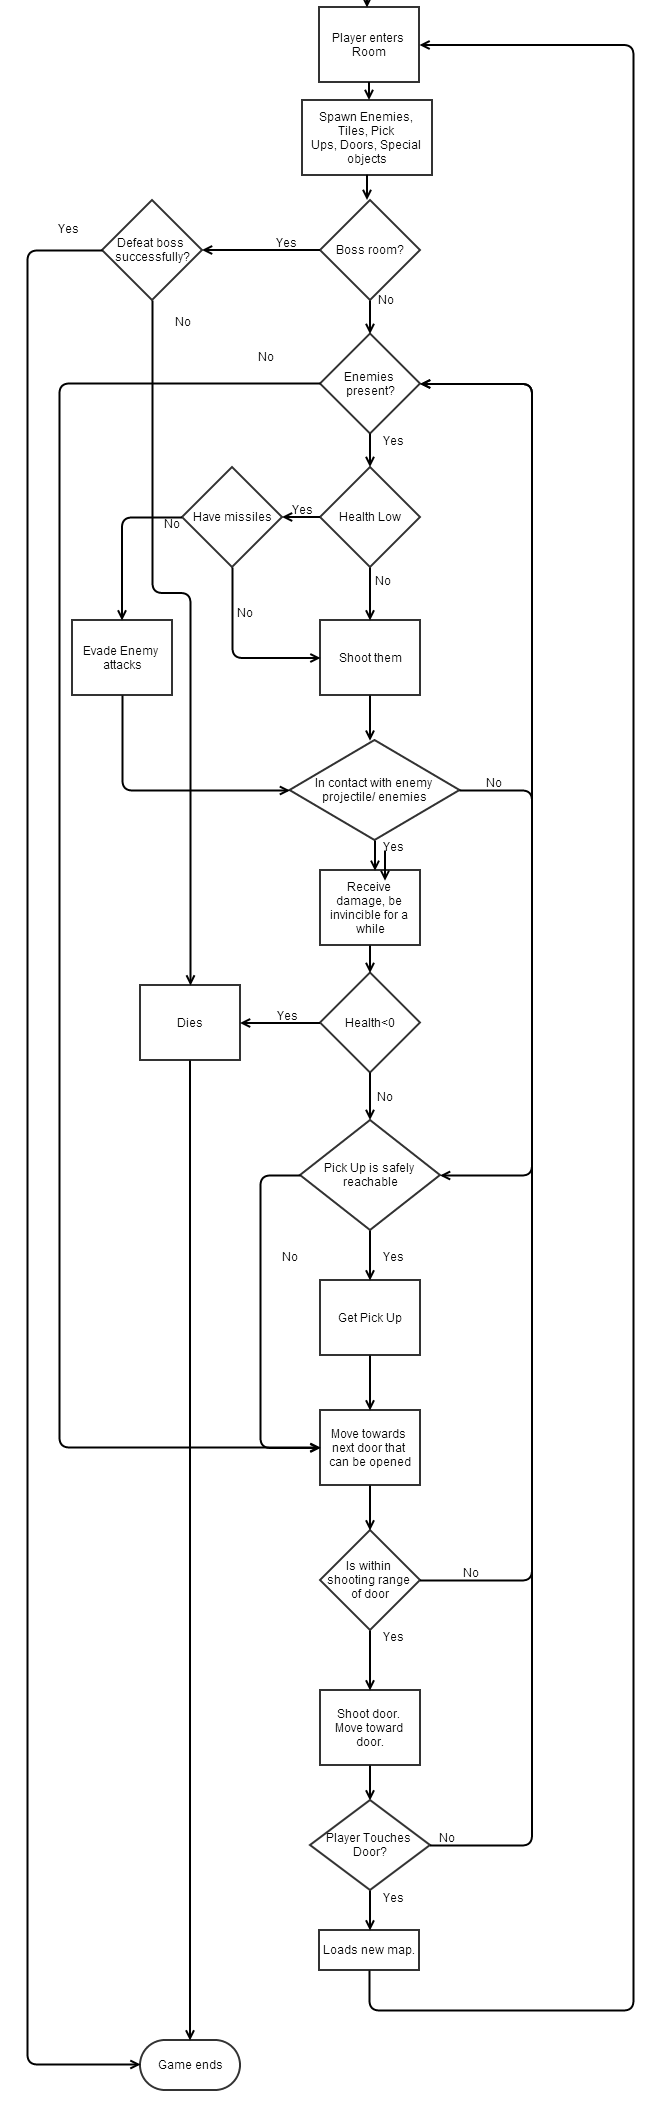 Player enters
Room
Spawn Enemies,
Tiles, Pick
Ups, Doors, Special
objects
Yes
Defeat boss
successfully?
Yes
Boss room?
No
No
No
Enemies
present?
Yes
Have missiles
Yes
Health Low
No
No
No
Evade Enemy
attacks
Shoot them
In contact with enemy
projectile/ enemies
No
Yes
Receive
damage, be
invincible for a
while
Dies
Yes
Health<0
No
Pick Up is safely
reachable
No
Yes
Get Pick Up
Move towards
next door that
can be opened
Is within
shooting range
of door
No
Yes
Shoot door.
Move toward
door.
Player Touches
Door?
No
Yes
Loads new map.
Game ends